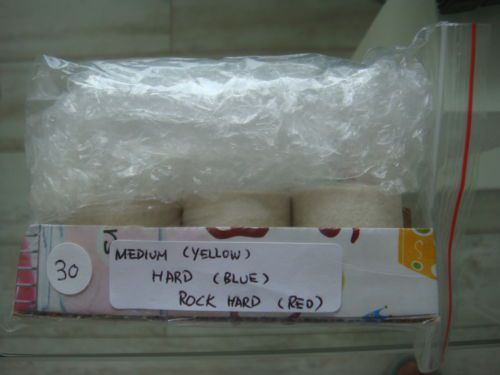 30
MEDIUM (YELLOW)
HARD (BLUE)
ROCK HARD (RED)